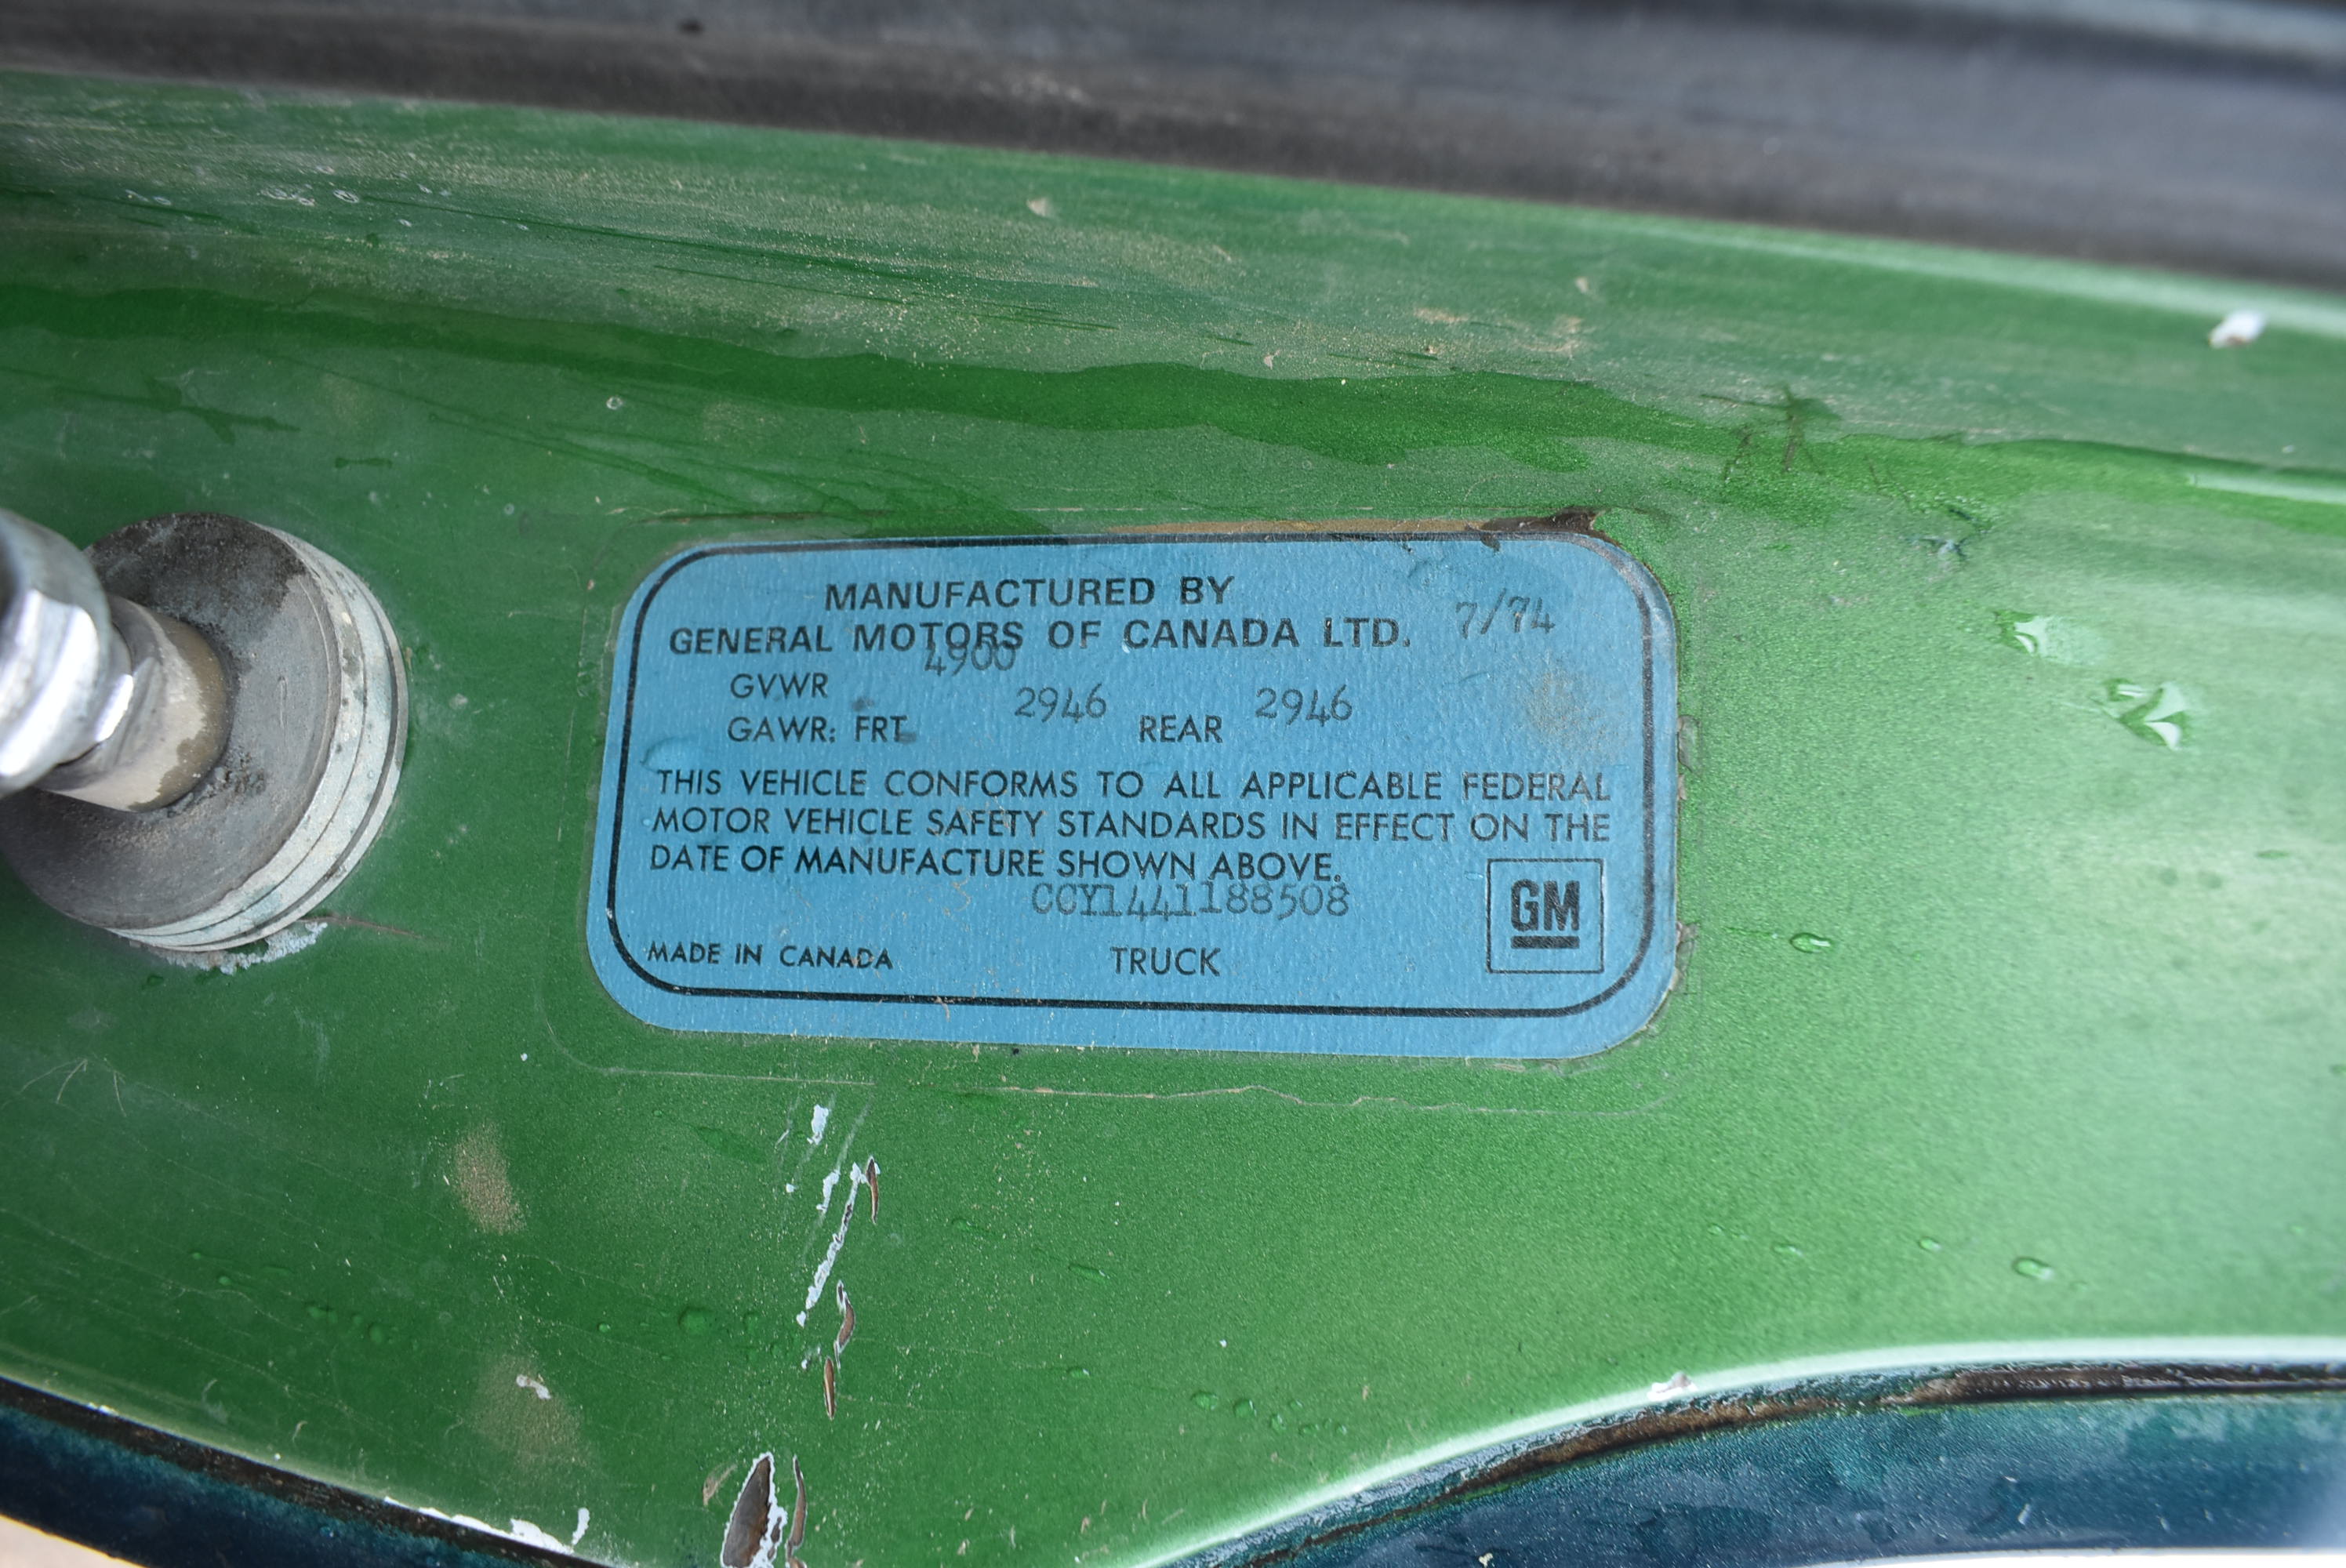 MANUFACTURED BY
GENERAL MOTORS OF CANADA LTD. 7/74
GVWR 4900
GAWR: FRT 2946 REAR 2946
THIS VEHICLE CONFORMS TO ALL APPLICABLE FEDERAL
MOTOR VEHICLE SAFETY STANDARDS IN EFFECT ON THE
DATE OF MANUFACTURE SHOWN ABOVE.
CCY1441188508
MADE IN CANADA TRUCK GM